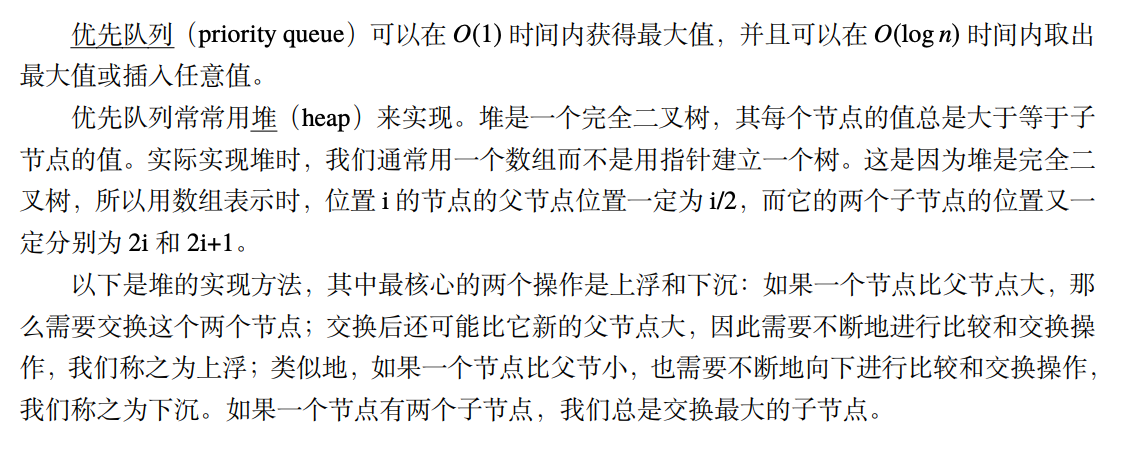 优先队列（priority queue）可以在 O(1) 时间内获得最大值，并且可以在 O(log n) 时间内取出
最大值或插入任意值。
优先队列常常用堆（heap）来实现。堆是一个完全二叉树，其每个节点的值总是大于等于子
节点的值。实际实现堆时，我们通常用一个数组而不是用指针建立一个树。这是因为堆是完全二
叉树，所以用数组表示时，位置 i 的节点的父节点位置一定为 i/2，而它的两个子节点的位置又一
定分别为 2i 和 2i+1。
以下是堆的实现方法，其中最核心的两个操作是上浮和下沉：如果一个节点比父节点大，那
么需要交换这个两个节点；交换后还可能比它新的父节点大，因此需要不断地进行比较和交换操
作，我们称之为上浮；类似地，如果一个节点比父节小，也需要不断地向下进行比较和交换操作，
我们称之为下沉。如果一个节点有两个子节点，我们总是交换最大的子节点。